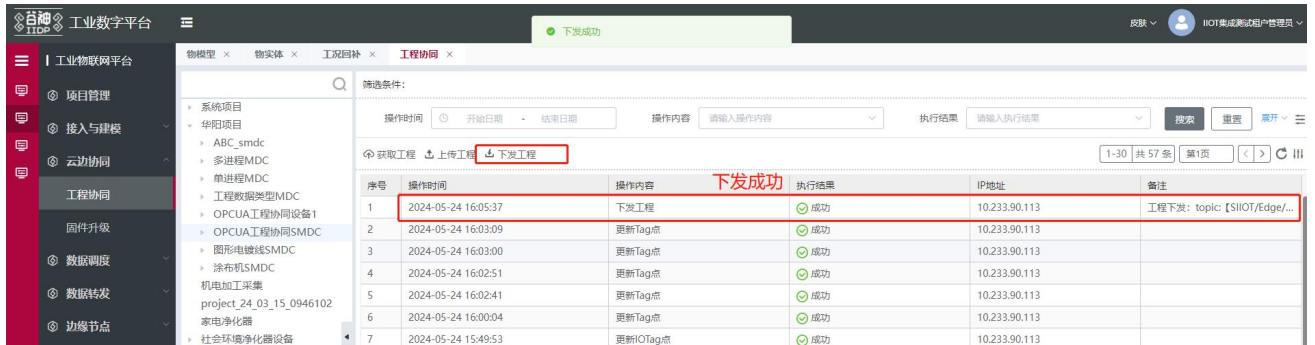 谷神 IIDP 工业数字平台
下发成功
皮肤
IIOT集成测试租户管理员
工业物联网平台
项目管理
接入与建模
云边协同
工程协同
固件升级
数据调度
数据转发
边缘节点
物模型 × 物实体 × 工况回补 × 工程协同 ×
系统项目
华阳项目
ABC_smdc
多进程MDC
单进程MDC
工程数据类型MDC
OPCUA工程协同设备1
OPCUA工程协同SMDC
图形电镀线SMDC
涂布机SMDC
机电加工采集
project_24_03_15_0946102
家电净化器
社会环境净化器设备
筛选条件:
操作时间 开始日期 - 结束日期 操作内容 请输入操作内容 执行结果 请输入执行结果 搜索 重置 展开
获取工程 上传工程 下发工程
1-30 共 57 条 第1页 < >
下发成功
序号 操作时间 操作内容 执行结果 IP地址 备注
1 2024-05-24 16:05:37 下发工程 成功 10.233.90.113 工程下发：topic:【SIIOT/Edge/...
2 2024-05-24 16:03:09 更新Tag点 成功 10.233.90.113
3 2024-05-24 16:03:00 更新Tag点 成功 10.233.90.113
4 2024-05-24 16:02:51 更新Tag点 成功 10.233.90.113
5 2024-05-24 16:02:41 更新Tag点 成功 10.233.90.113
6 2024-05-24 16:00:04 更新Tag点 成功 10.233.90.113
7 2024-05-24 15:49:53 更新IOTag点 成功 10.233.90.113